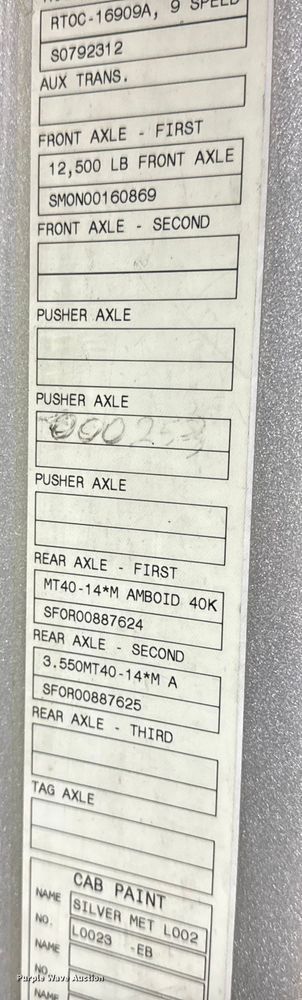 RTOC-16909A, 9 SPEED
S0792312
AUX TRANS.
FRONT AXLE - FIRST
12,500 LB FRONT AXLE
SMON00160869
FRONT AXLE - SECOND
PUSHER AXLE
PUSHER AXLE
PUSHER AXLE
REAR AXLE - FIRST
MT40-14*M AMBOID 40K
SFOR00887624
REAR AXLE - SECOND
3.550MT40-14*M A
SFOR00887625
REAR AXLE - THIRD
TAG AXLE
CAB PAINT
NAME SILVER MET L002
NO. L0023 -EB
NAME
NO.
NAME
Purple Wave Auction